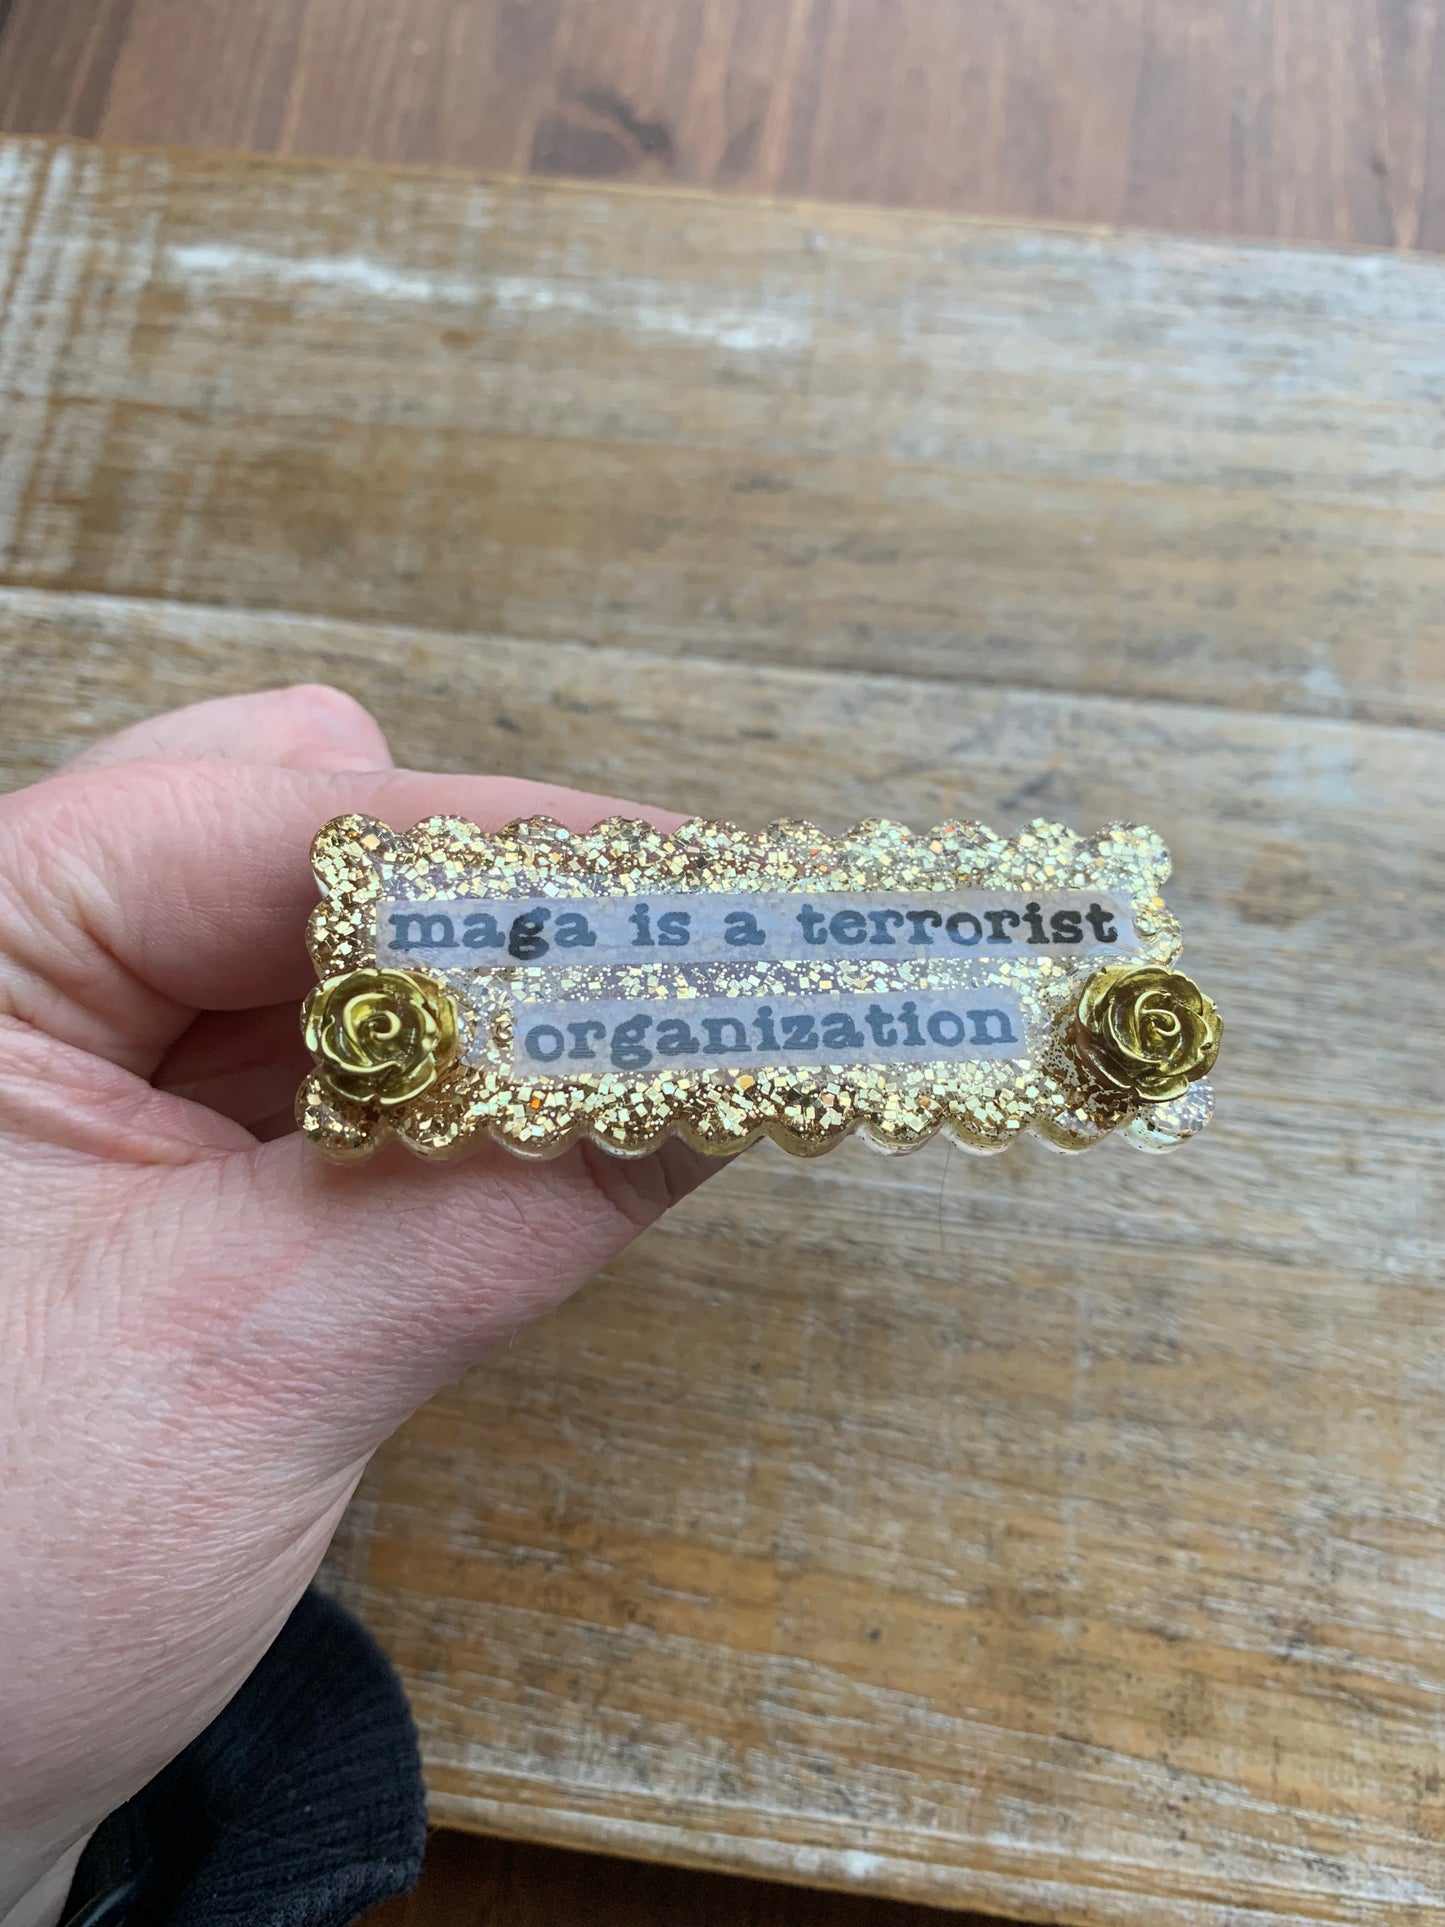 maga is a terrorist
organization